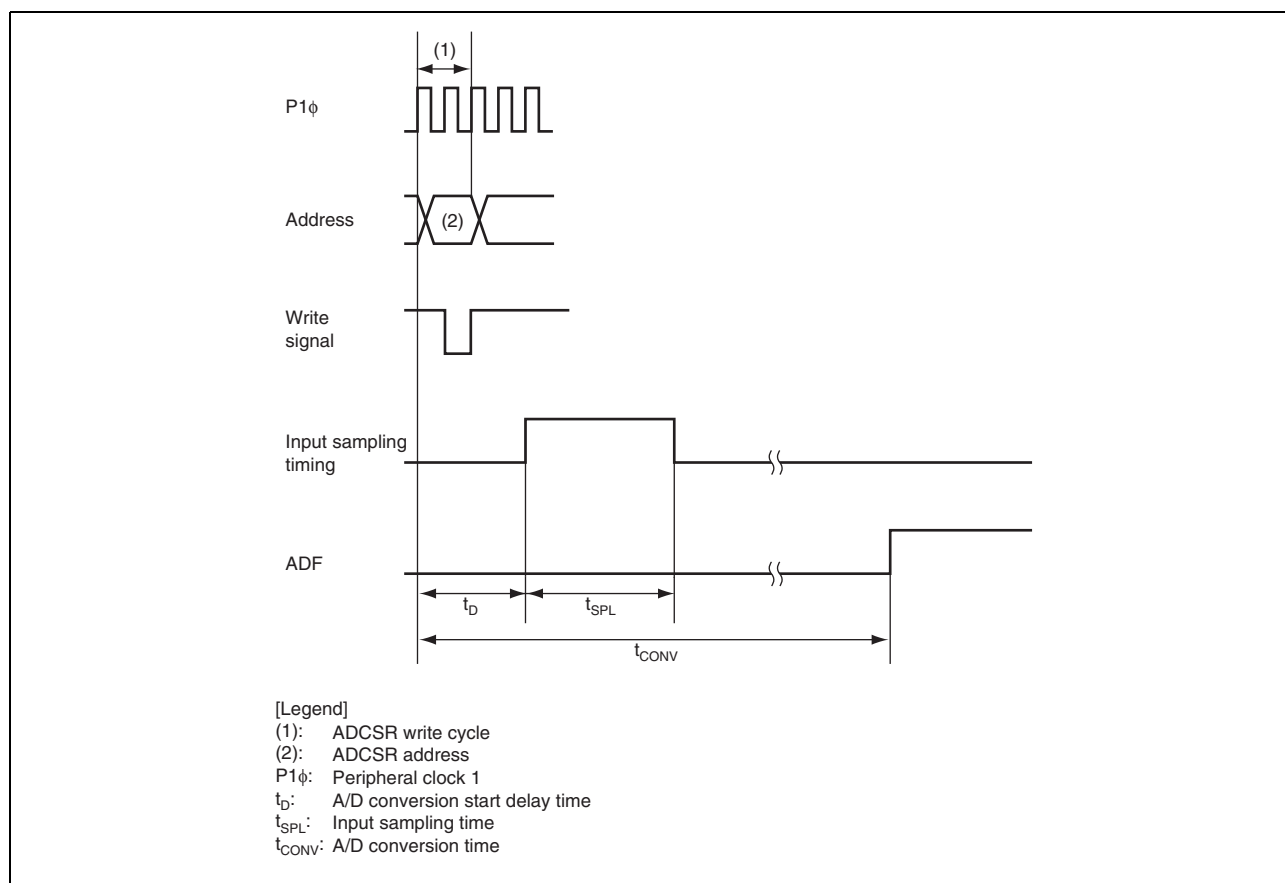 (1)
P1ϕ
Address
(2)
Write
signal
Input sampling
timing
ADF
tD
tSPL
tCONV
[Legend]
(1): ADCSR write cycle
(2): ADCSR address
P1ϕ: Peripheral clock 1
tD: A/D conversion start delay time
tSPL: Input sampling time
tCONV: A/D conversion time